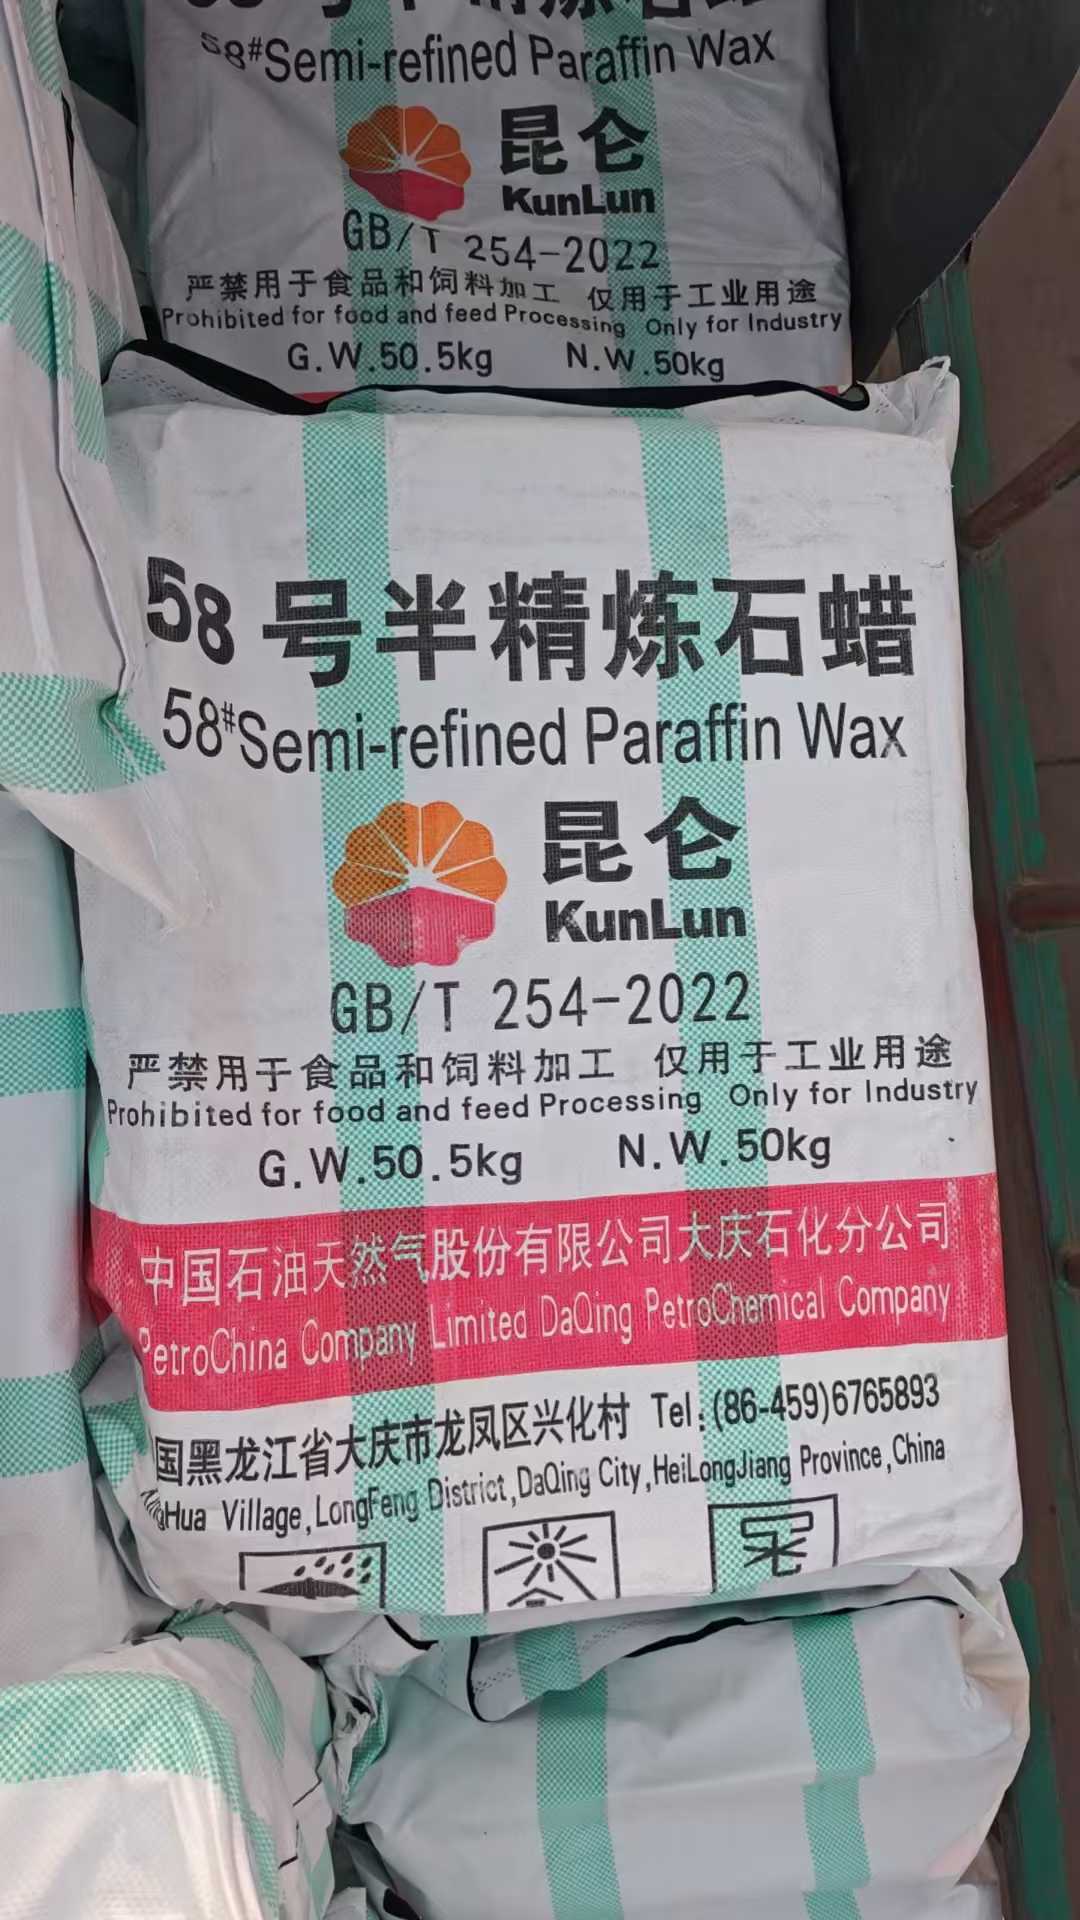 58#Semi-refined Paraffin Wax
昆仑
KunLun
GB/T 254-2022
严禁用于食品和饲料加工 仅用于工业用途
Prohibited for food and feed Processing Only for Industry
G.W.50.5kg N.W.50kg
58号半精炼石蜡
58#Semi-refined Paraffin Wax
昆仑
KunLun
GB/T 254-2022
严禁用于食品和饲料加工 仅用于工业用途
Prohibited for food and feed Processing Only for Industry
G.W.50.5kg N.W.50kg
中国石油天然气股份有限公司大庆石化分公司
PetroChina Company Limited DaQing PetroChemical Company
国黑龙江省大庆市龙凤区兴化村 Tel:(86-459)6765893
Village,LongFeng District,DaQing City,HeiLongJiang Province,China